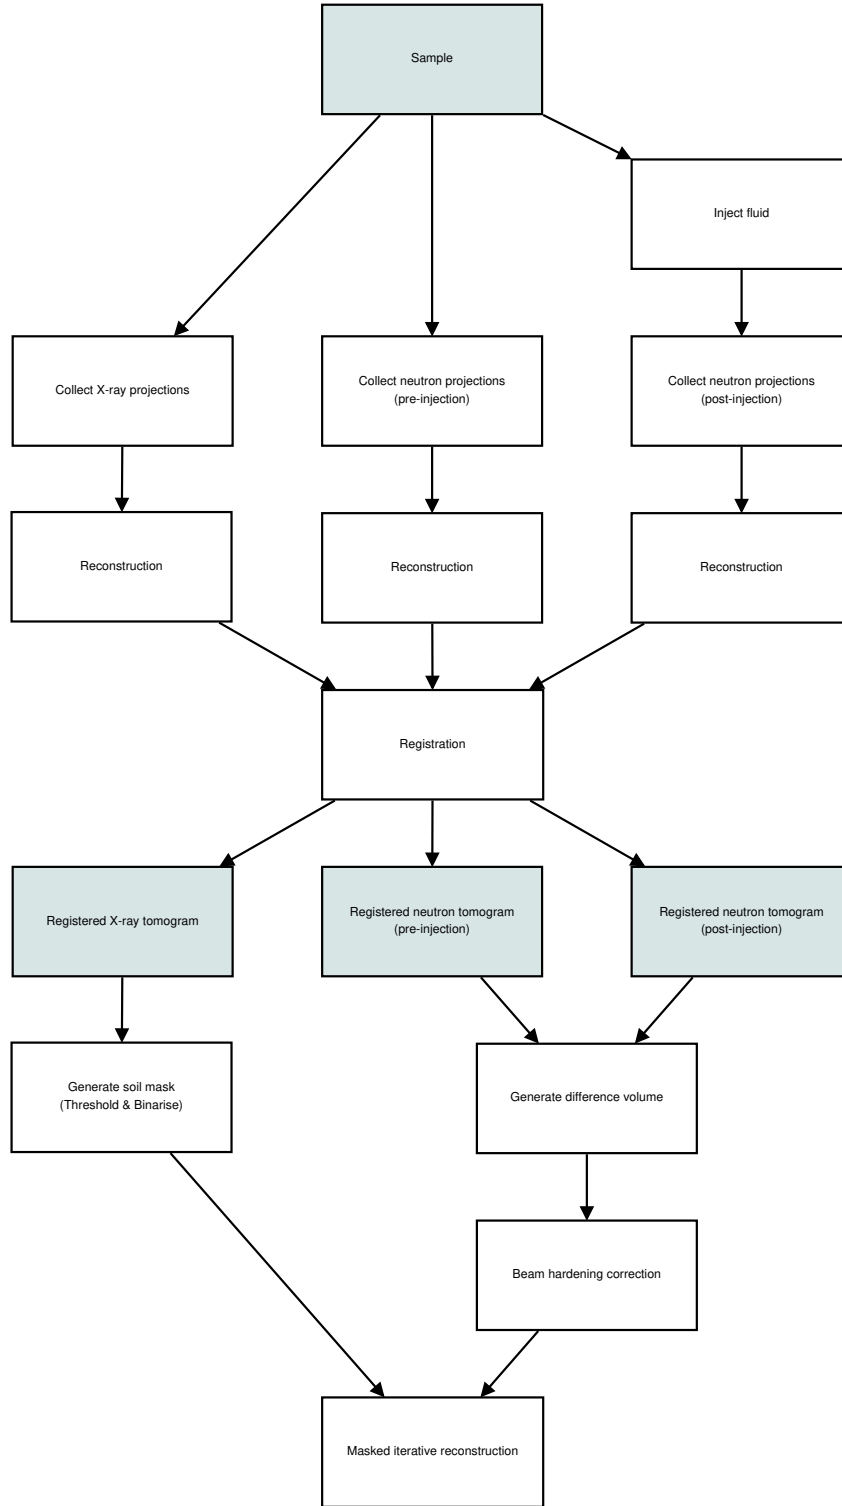 Sample
Inject fluid
Collect X-ray projections
Collect neutron projections
(pre-injection)
Collect neutron projections
(post-injection)
Reconstruction
Reconstruction
Reconstruction
Registration
Registered X-ray tomogram
Registered neutron tomogram
(pre-injection)
Registered neutron tomogram
(post-injection)
Generate soil mask
(Threshold & Binarise)
Generate difference volume
Beam hardening correction
Masked iterative reconstruction